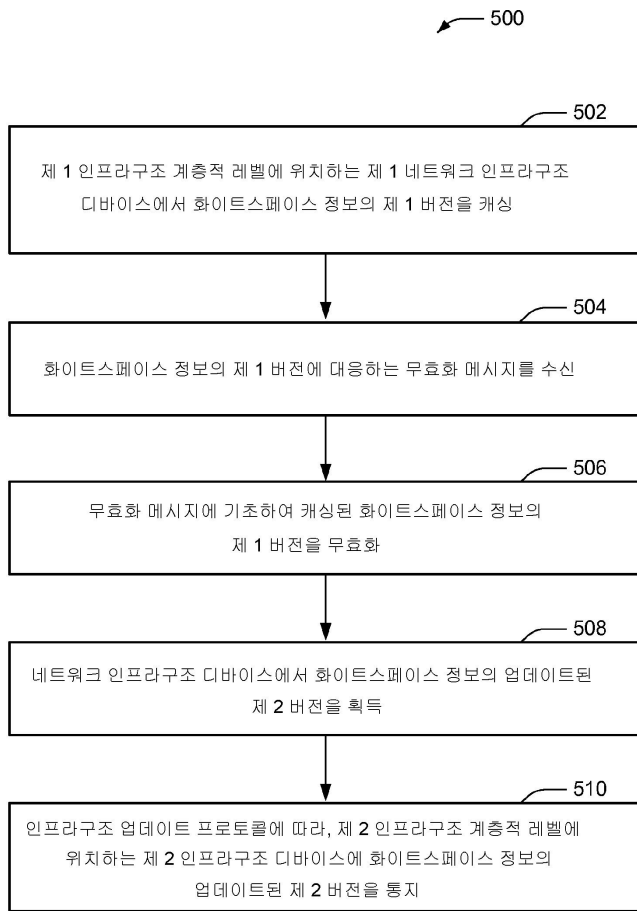 500
502
제 1 인프라구조 계층적 레벨에 위치하는 제 1 네트워크 인프라구조
디바이스에서 화이트스페이스 정보의 제 1 버전을 캐싱
504
화이트스페이스 정보의 제 1 버전에 대응하는 무효화 메시지를 수신
506
무효화 메시지에 기초하여 캐싱된 화이트스페이스 정보의
제 1 버전을 무효화
508
네트워크 인프라구조 디바이스에서 화이트스페이스 정보의 업데이트된
제 2 버전을 획득
510
인프라구조 업데이트 프로토콜에 따라, 제 2 인프라구조 계층적 레벨에
위치하는 제 2 인프라구조 디바이스에 화이트스페이스 정보의
업데이트된 제 2 버전을 통지